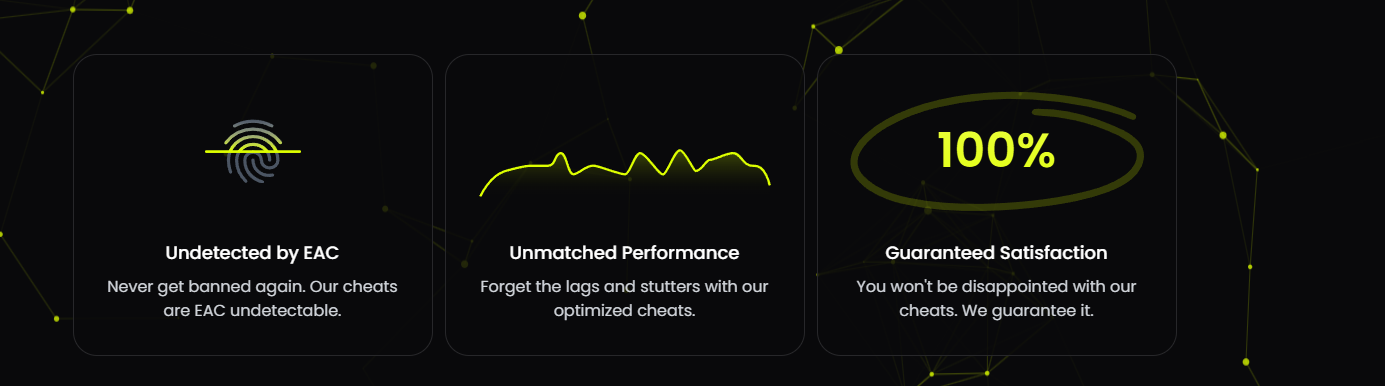 Undetected by EAC
Never get banned again. Our cheats
are EAC undetectable.
Unmatched Performance
Forget the lags and stutters with our
optimized cheats.
100%
Guaranteed Satisfaction
You won't be disappointed with our
cheats. We guarantee it.